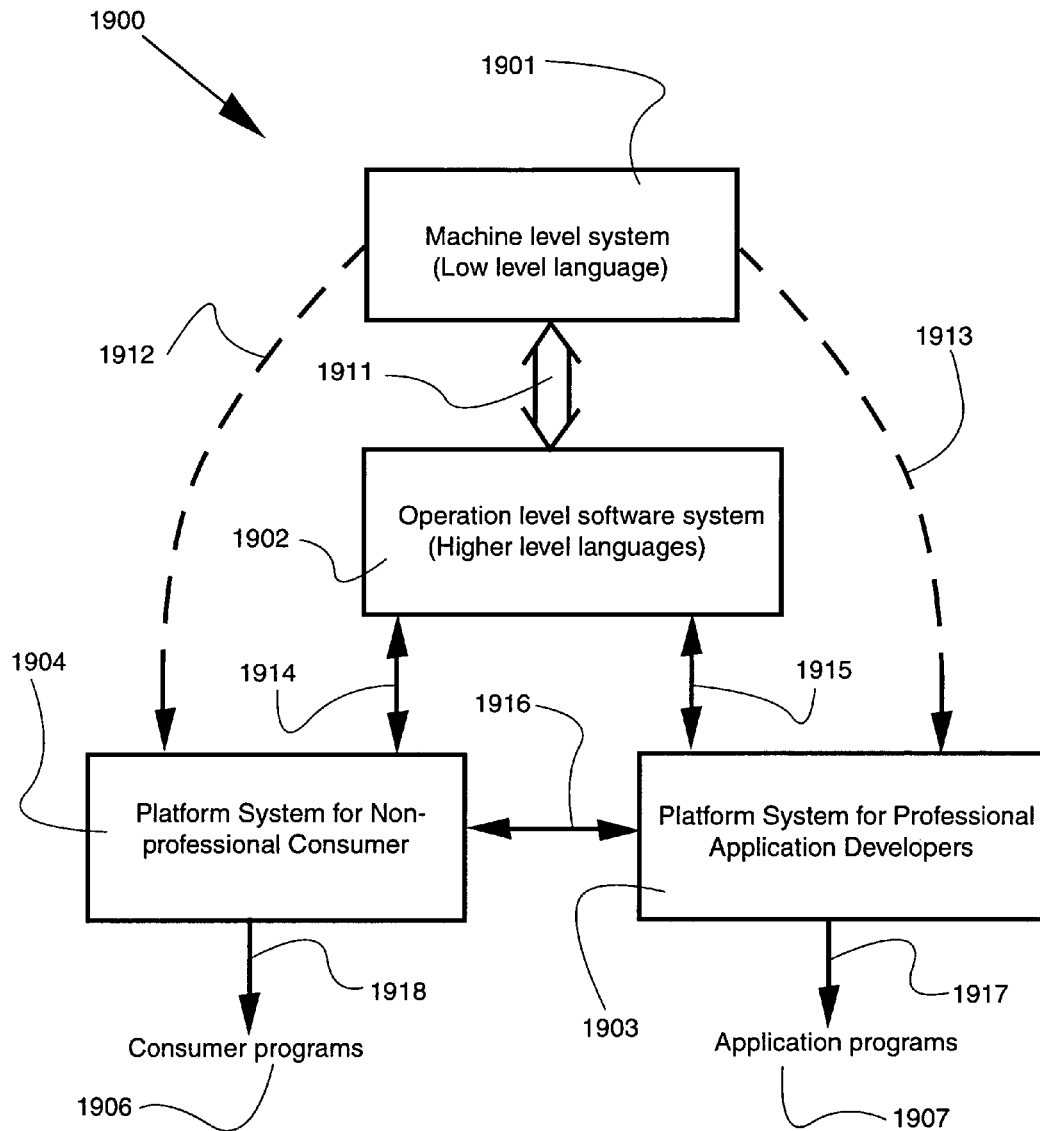 1900
1901
Machine level system
(Low level language)
1912
1911
1913
Operation level software system
(Higher level languages)
1902
1904
1914
1916
1915
Platform System for Non-
professional Consumer
Platform System for Professional
Application Developers
1918
1903
1917
Consumer programs
Application programs
1906
1907